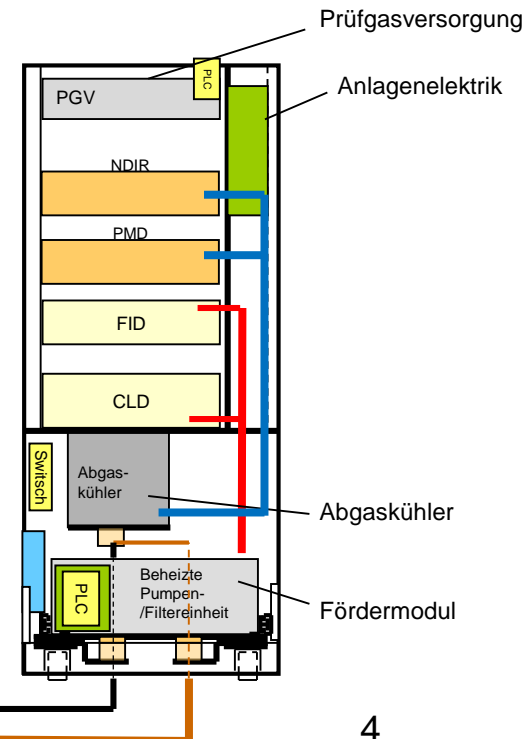 Prüfgasversorgung
PLC
Anlagenelektrik
PGV
NDIR
PMD
FID
CLD
Switsch
Abgas-
kühler
Abgaskühler
PLC
Beheizte
Pumpen-
/Filtereinheit
Fördermodul
4